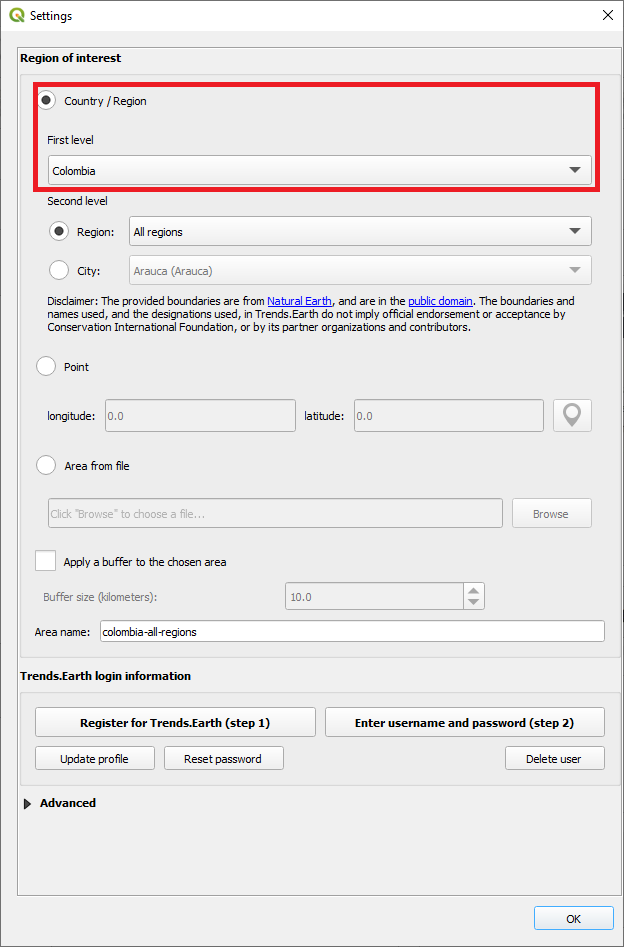 Settings
Region of interest
Country / Region
First level
Colombia
Second level
Region: All regions
City: Arauca (Arauca)
Disclaimer: The provided boundaries are from Natural Earth, and are in the public domain. The boundaries and
names used, and the designations used, in Trends.Earth do not imply official endorsement or acceptance by
Conservation International Foundation, or by its partner organizations and contributors.
Point
longitude: 0.0 latitude: 0.0
Area from file
Click "Browse" to choose a file... Browse
Apply a buffer to the chosen area
Buffer size (kilometers): 10.0
Area name: colombia-all-regions
Trends.Earth login information
Register for Trends.Earth (step 1) Enter username and password (step 2)
Update profile Reset password Delete user
Advanced
OK